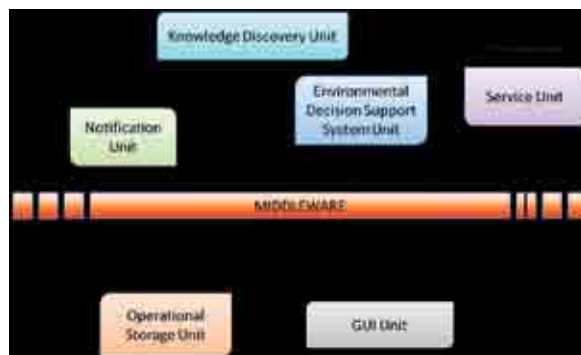 Knowledge Discovery Unit
Environmental
Decision Support
System Unit
Service Unit
Notification
Unit
MIDDLEWARE
Operational
Storage Unit
GUI Unit